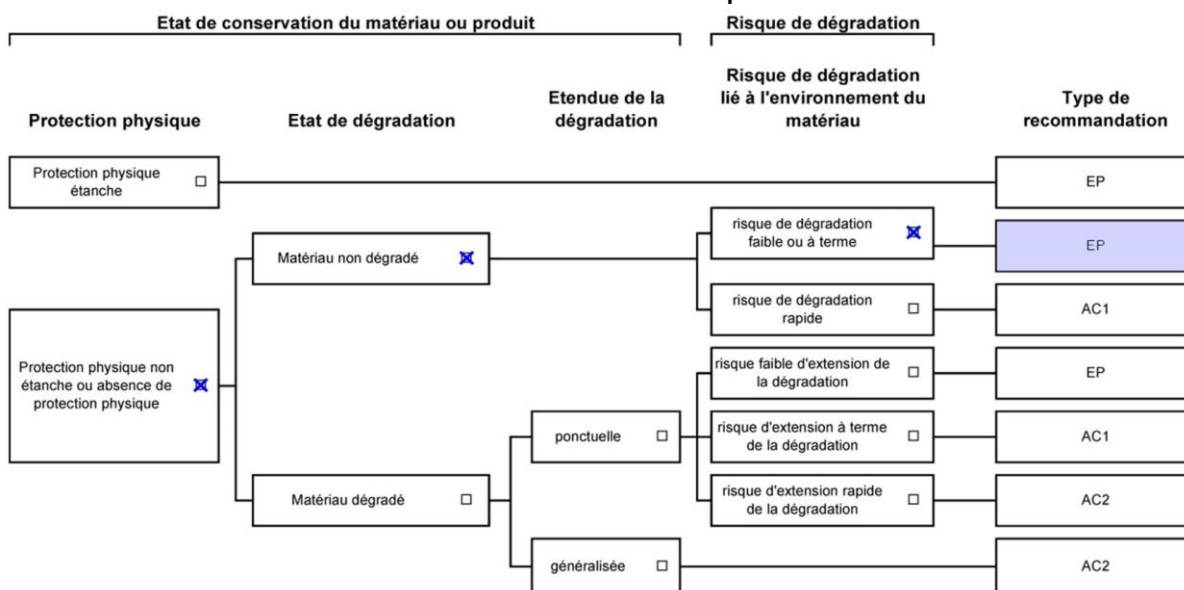 Etat de conservation du matériau ou produit
Risque de dégradation
Protection physique
Etat de dégradation
Etendue de la
dégradation
Risque de dégradation
lié à l'environnement du
matériau
Type de
recommandation
Protection physique
étanche
EP
risque de dégradation
faible ou à terme
EP
Matériau non dégradé
risque de dégradation
rapide
AC1
Protection physique non
étanche ou absence de
protection physique
risque faible d'extension de
la dégradation
EP
ponctuelle
risque d'extension à terme
de la dégradation
AC1
Matériau dégradé
risque d'extension rapide
de la dégradation
AC2
généralisée
AC2